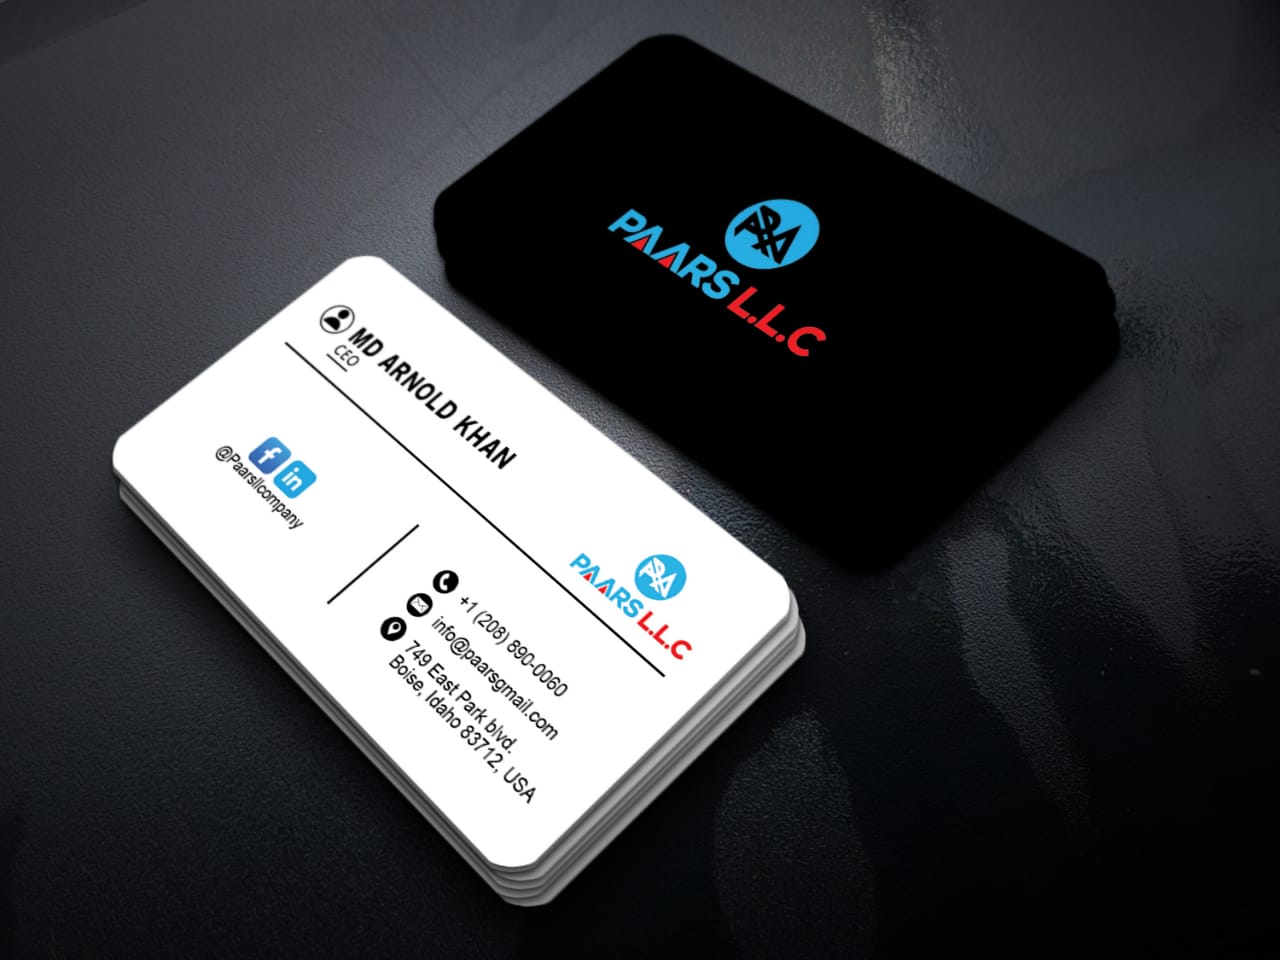 PAARS L.L.C
MD ARNOLD KHAN
CEO
@Paarsllcompany
PAARS L.L.C
+1 (208) 890-0060
info@paarsgmail.com
749 East Park blvd.
Boise, Idaho 83712, USA